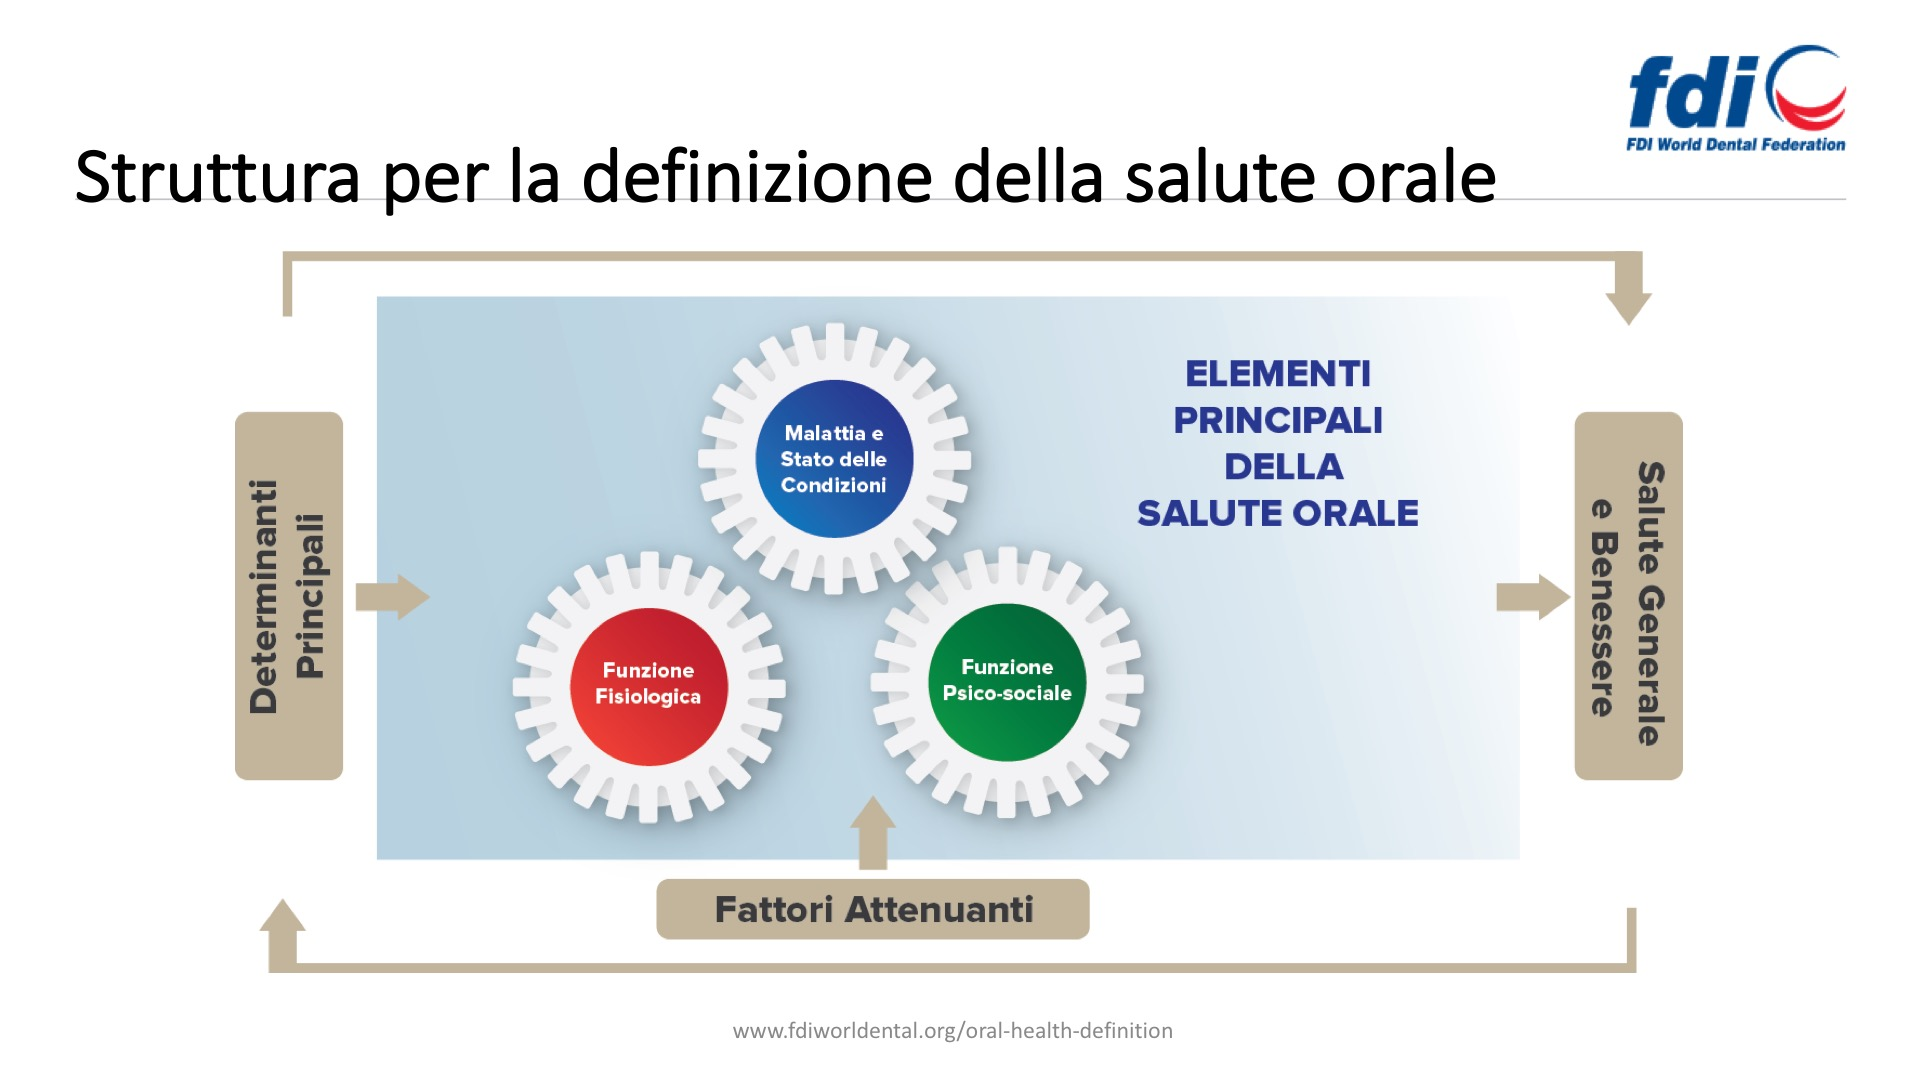 fdi
FDI World Dental Federation
Struttura per la definizione della salute orale
ELEMENTI
PRINCIPALI
DELLA
SALUTE ORALE
Malattia e
Stato delle
Condizioni
Funzione
Fisiologica
Funzione
Psico-sociale
Determinanti
Principali
Salute Generale
e Benessere
Fattori Attenuanti
www.fdiworldental.org/oral-health-definition